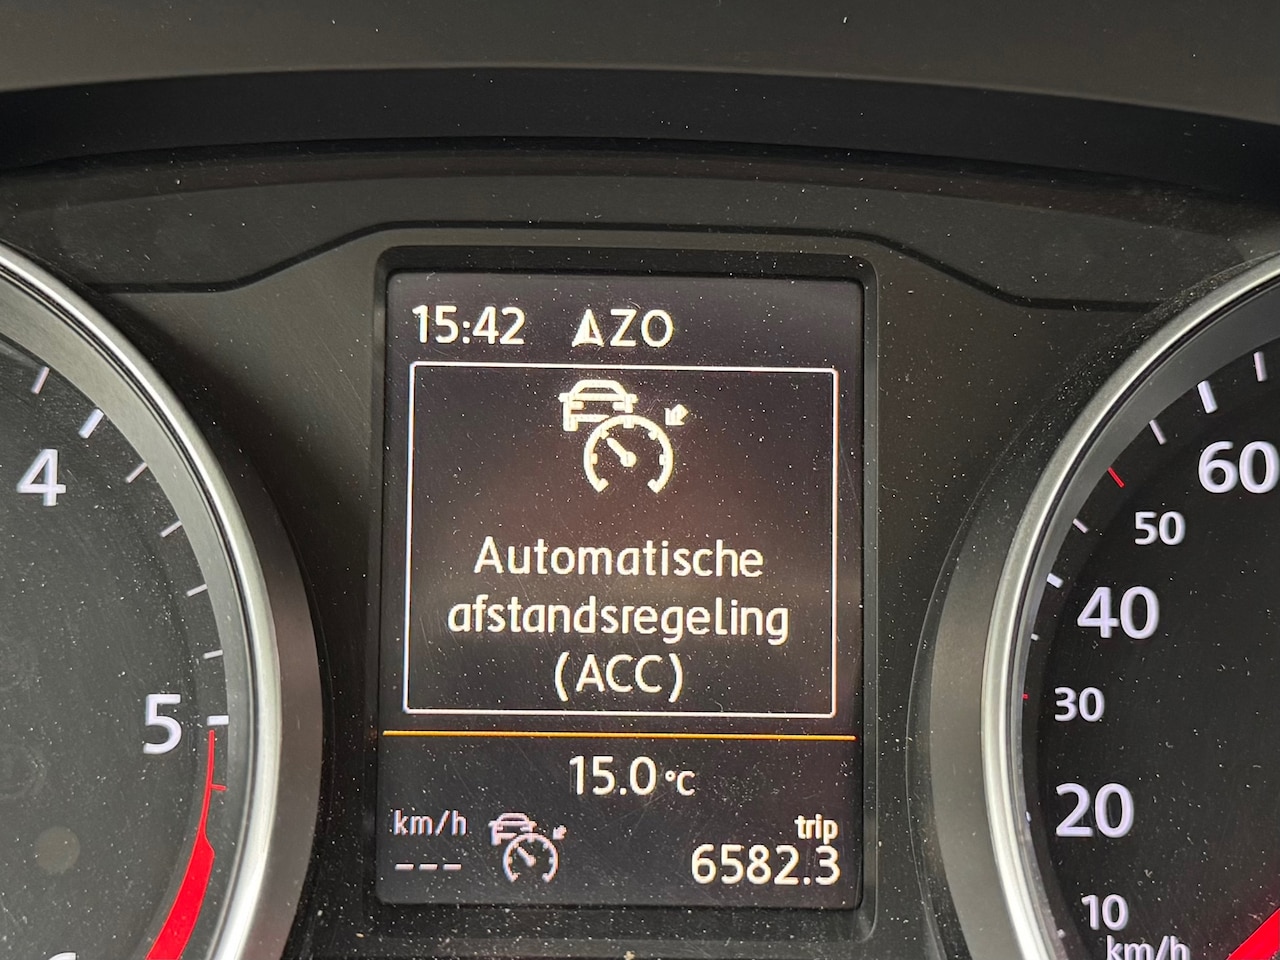 15:42 ZO
Automatische
afstandsregeling
(ACC)
15.0 °C
km/h
trip
--- 6582.3
4
5
60
50
40
30
20
10
km/h